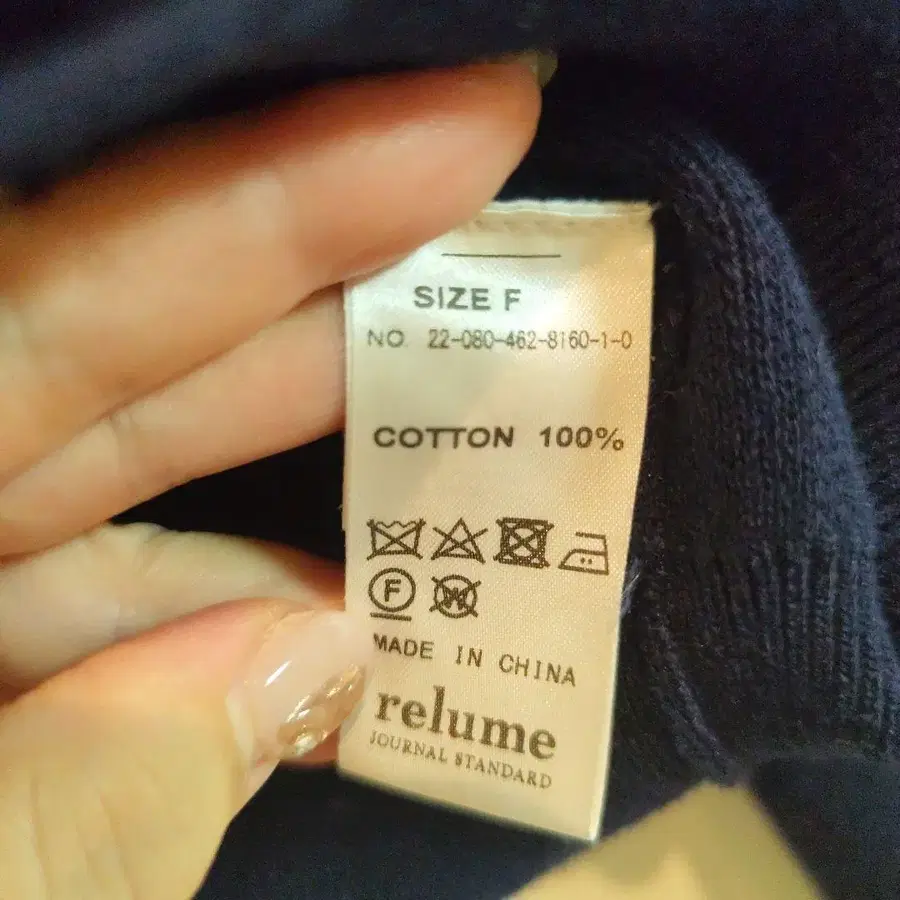 SIZE F
NO. 22-080-462-8160-1-0
COTTON 100%
F
W
MADE IN CHINA
relume
JOURNAL STANDARD